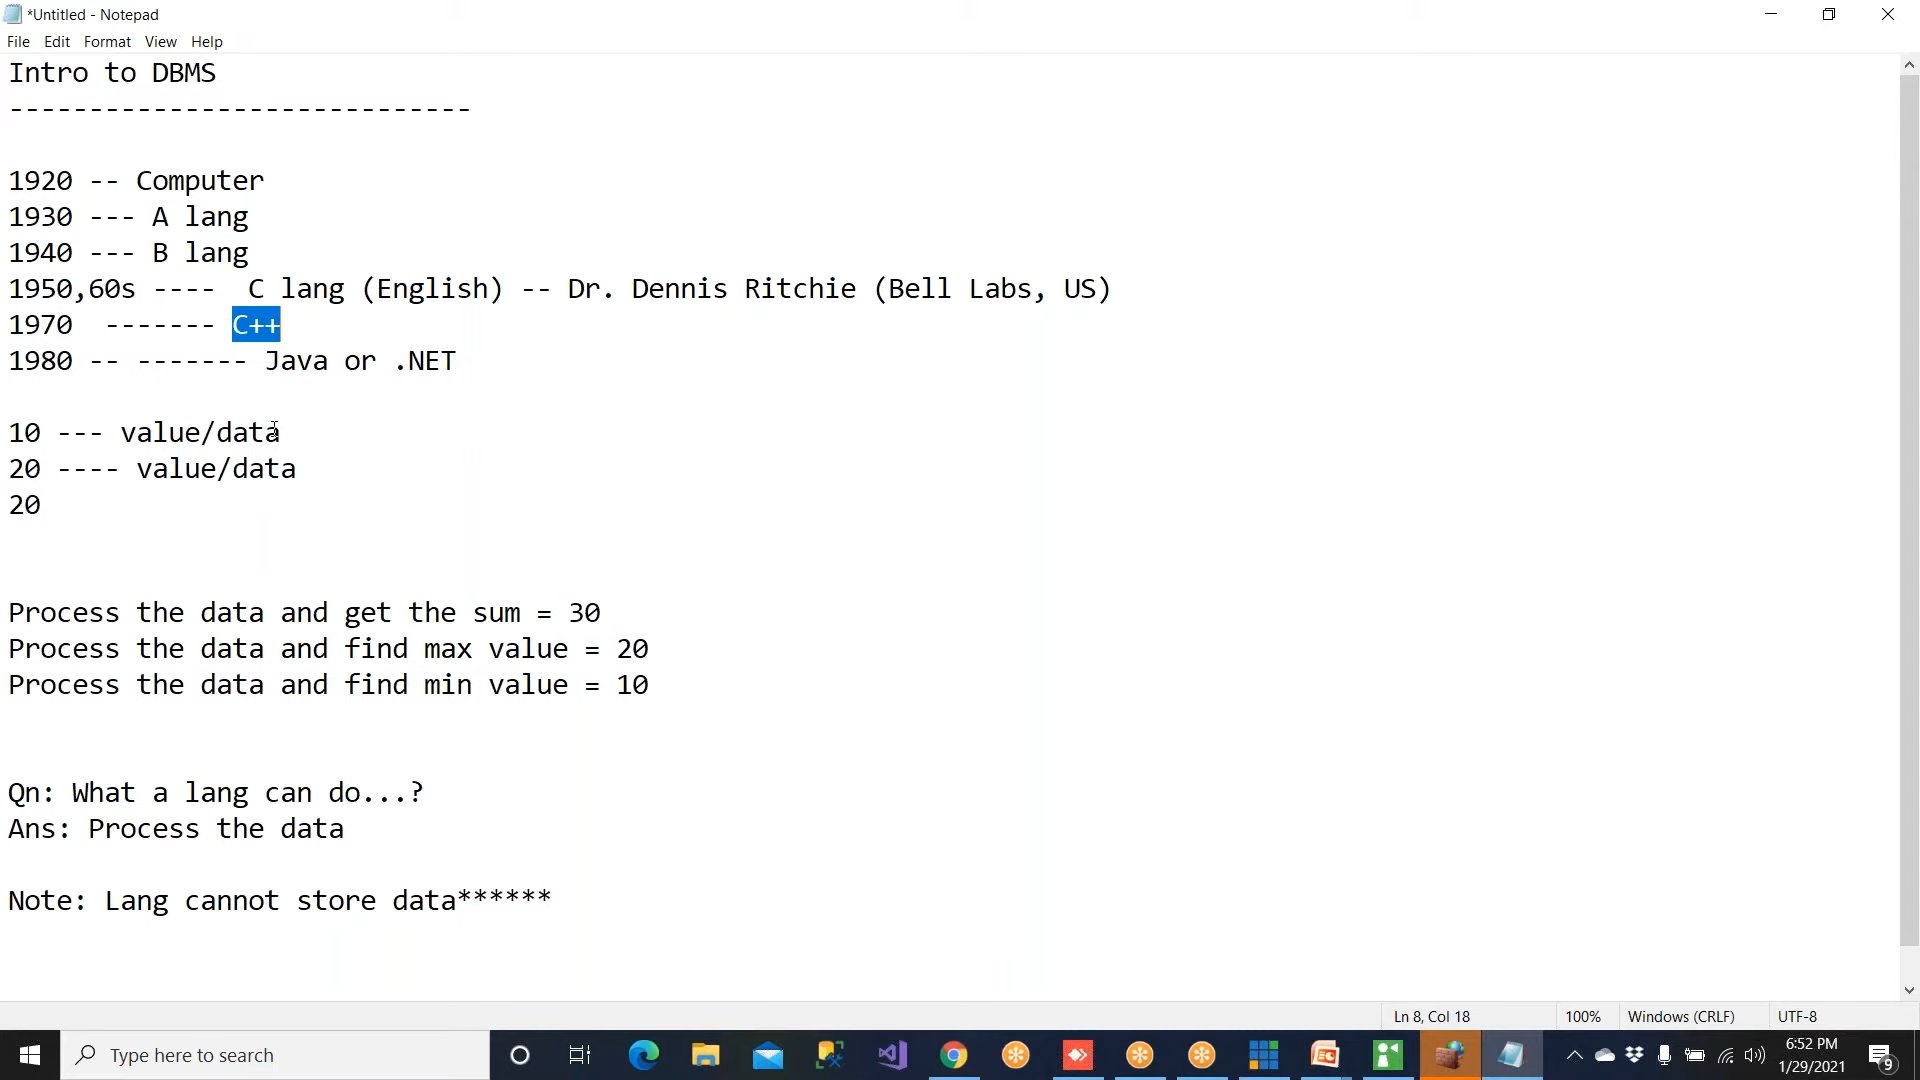 *Untitled - Notepad
File Edit Format View Help
Intro to DBMS
-----------------------------
1920 -- Computer
1930 --- A lang
1940 --- B lang
1950,60s ----  C lang (English) -- Dr. Dennis Ritchie (Bell Labs, US)
1970  ------- C++
1980 -- ------- Java or .NET
10 --- value/data
20 ---- value/data
20
Process the data and get the sum = 30
Process the data and find max value = 20
Process the data and find min value = 10
Qn: What a lang can do...?
Ans: Process the data
Note: Lang cannot store data******
Ln 8, Col 18 100% Windows (CRLF) UTF-8
Type here to search
6:52 PM
1/29/2021
9